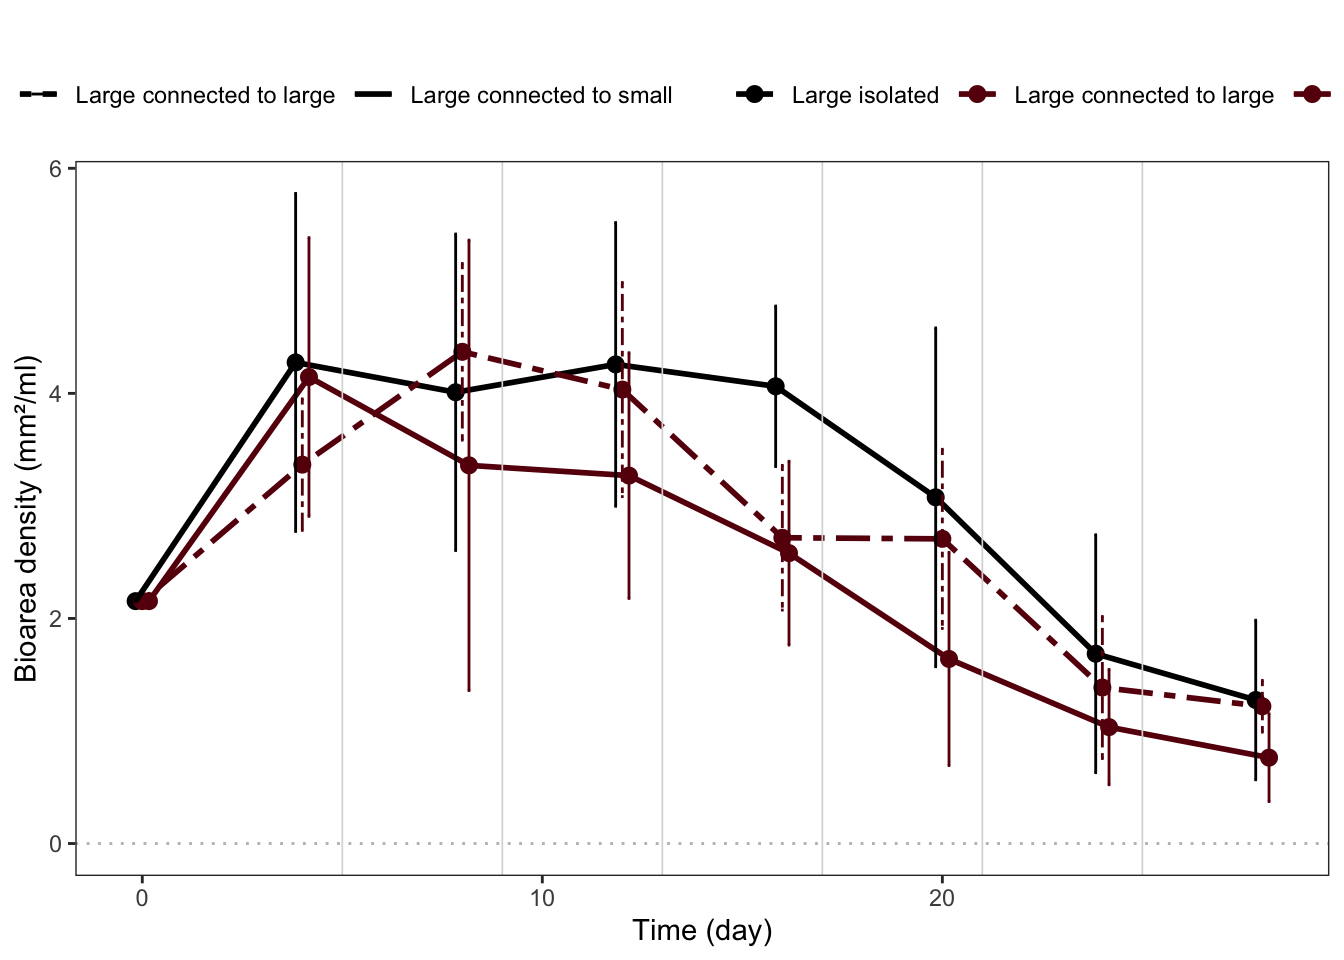 Large connected to large Large connected to small Large isolated Large connected to large
6
4
2
0
Bioarea density (mm²/ml)
0 10 20
Time (day)